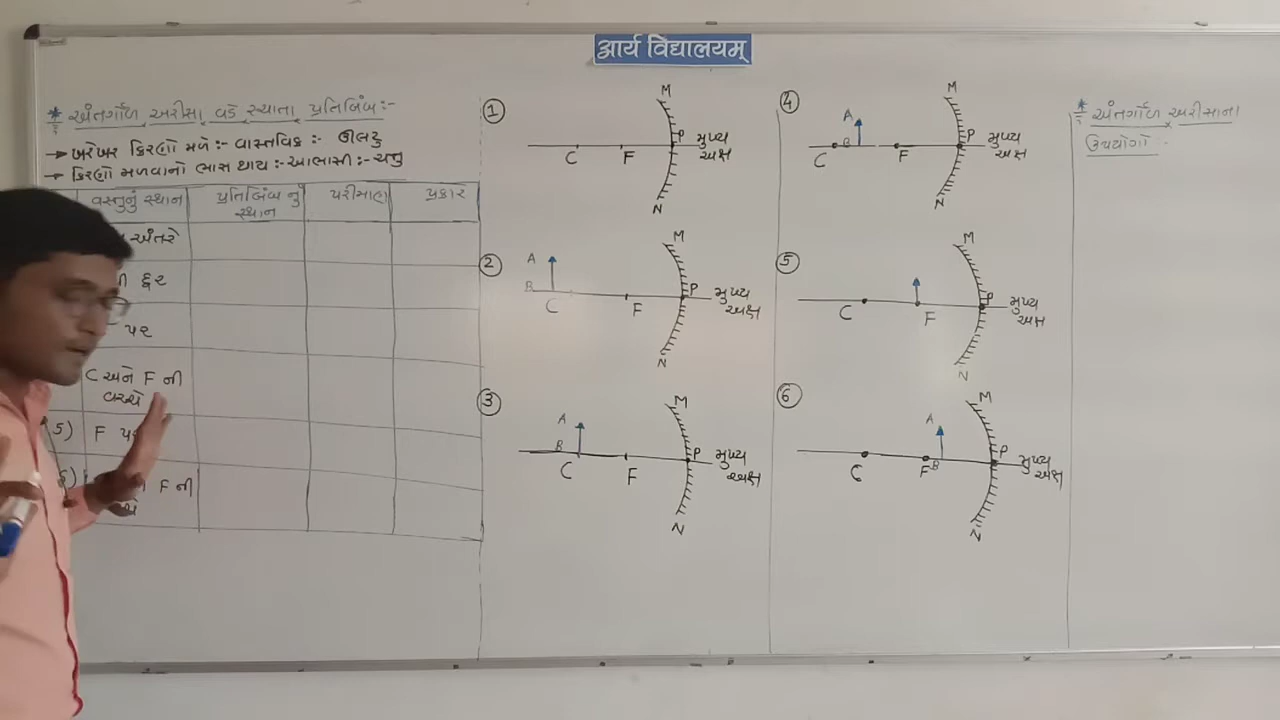 आर्य विद्यालयम्
* અંતર્ગોળ અરીસા વડે રચાતા પ્રતિબિંબ :-
→ ખરેખર કિરણો મળે :- વાસ્તવિક :- ઊલટુ
→ કિરણો મળવાનો ભાસ થાય :- આભાસી :- ચત્તુ
વસ્તુનું સ્થાન પ્રતિબિંબ નું સ્થાન પરીમાણ પ્રકાર
અંતરે
ની દૂર
પર
C અને F ની
વચ્ચે
5) F પર
6) F ની
1
M
C F P મુખ્ય
અક્ષ
N
2
M
A
B C F P મુખ્ય
અક્ષ
N
3
M
A
B C F P મુખ્ય
અક્ષ
N
4
M
A
B C F P મુખ્ય
અક્ષ
N
5
M
C F P મુખ્ય
અક્ષ
N
6
M
A
C F B P મુખ્ય
અક્ષ
N
* અંતર્ગોળ અરીસાના
ઉપયોગો :-